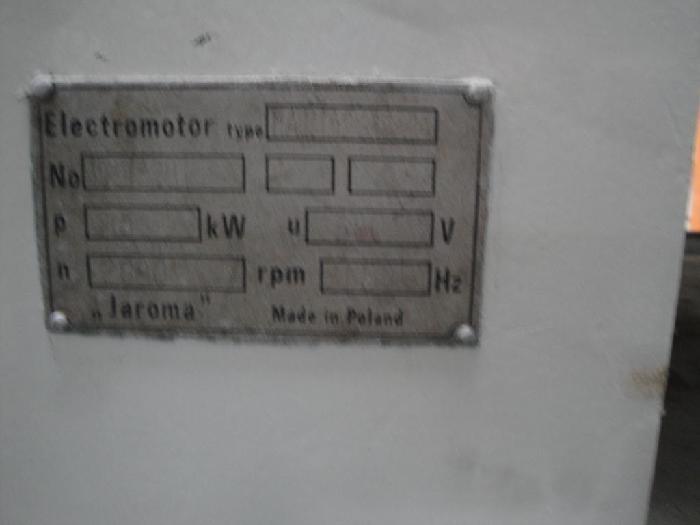 Electromotor type
No
p kW u V
n rpm Hz
„Jaroma" Made in Poland